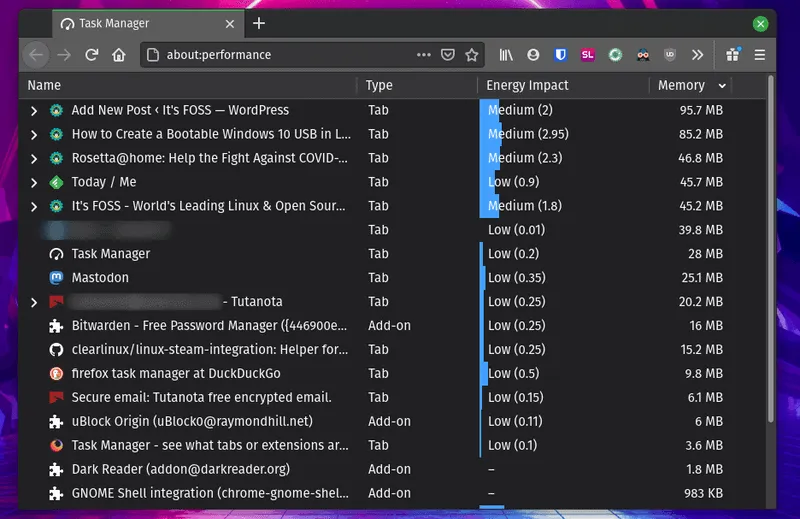 Task Manager
about:performance
Name Type Energy Impact Memory
Add New Post ‹ It's FOSS — WordPress Tab Medium (2) 95.7 MB
How to Create a Bootable Windows 10 USB in L... Tab Medium (2.95) 85.2 MB
Rosetta@home: Help the Fight Against COVID-... Tab Medium (2.3) 46.8 MB
Today / Me Tab Low (0.9) 45.7 MB
It's FOSS - World's Leading Linux & Open Sour... Tab Medium (1.8) 45.2 MB
Tab Low (0.01) 39.8 MB
Task Manager Tab Low (0.2) 28 MB
Mastodon Tab Low (0.35) 25.1 MB
- Tutanota Tab Low (0.25) 20.2 MB
Bitwarden - Free Password Manager ({446900e... Add-on Low (0.25) 16 MB
clearlinux/linux-steam-integration: Helper for... Tab Low (0.25) 15.2 MB
firefox task manager at DuckDuckGo Tab Low (0.5) 9.8 MB
Secure email: Tutanota free encrypted email. Tab Low (0.15) 6.1 MB
uBlock Origin (uBlock0@raymondhill.net) Add-on Low (0.11) 6 MB
Task Manager - see what tabs or extensions ar... Tab Low (0.1) 3.6 MB
Dark Reader (addon@darkreader.org) Add-on – 1.8 MB
GNOME Shell integration (chrome-gnome-shel... Add-on – 983 KB